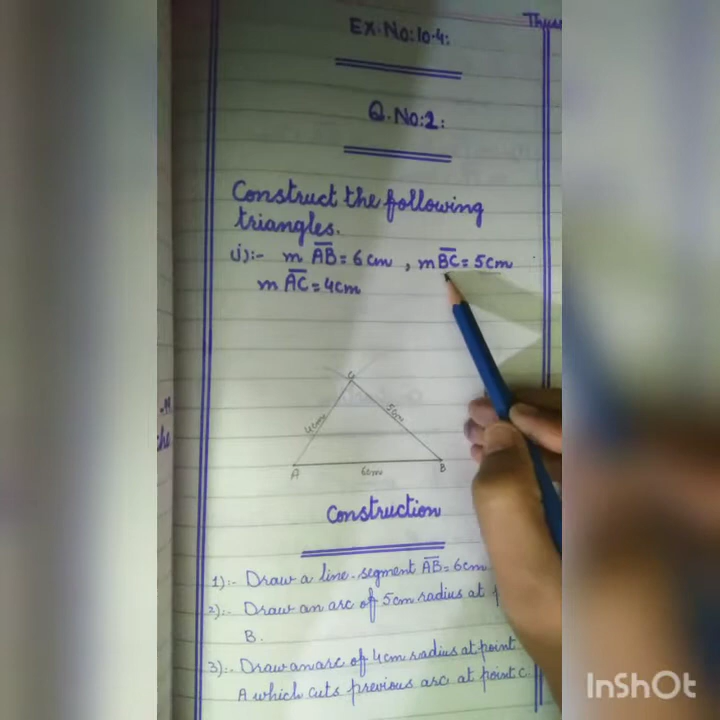 Ex.No:10.4:
Q.No:2:
Construct the following
triangles.
i):- m AB = 6cm , m BC = 5cm
m AC = 4cm
C
4cm
5cm
A
6cm
B
Construction
1):- Draw a line-segment AB = 6cm
2):- Draw an arc of 5cm radius at
B.
3):- Draw an arc of 4cm radius at point
A which cuts previous arc at point C
InShOt